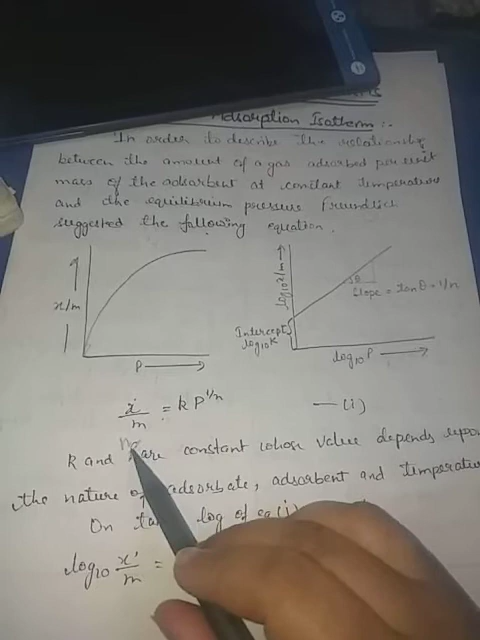 Adsorption Isotherm :-
In order to describe the relationship
between the amount of a gas adsorbed per unit
mass of the adsorbent at constant temperature
and the equilibrium pressure Freundlich
suggested the following equation.
x/m
P
log10 x/m
Intercept
log10 K
θ
Slope = tan θ = 1/n
log10 P
x/m = k P^1/n —(i)
K and n are constant whose value depends upon
the nature of adsorbate, adsorbent and temperature
On log of eq (i)
log10 x/m =